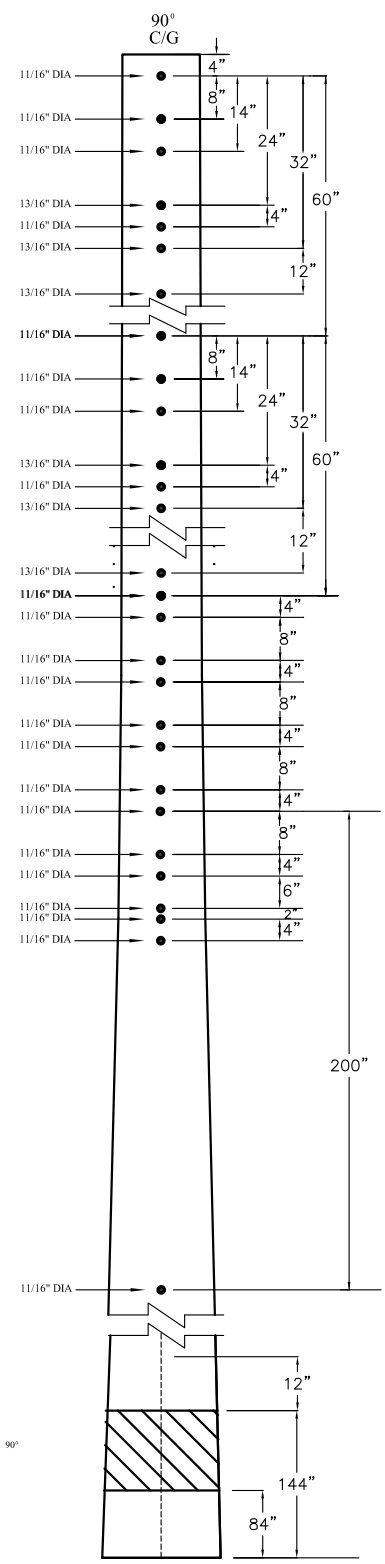 90°
C/G
4"
11/16" DIA
8"
14"
24"
32"
60"
11/16" DIA
11/16" DIA
13/16" DIA
4"
11/16" DIA
13/16" DIA
12"
13/16" DIA
11/16" DIA
8"
14"
24"
32"
60"
11/16" DIA
11/16" DIA
13/16" DIA
4"
11/16" DIA
13/16" DIA
12"
13/16" DIA
11/16" DIA
4"
11/16" DIA
8"
11/16" DIA
4"
11/16" DIA
8"
11/16" DIA
4"
11/16" DIA
8"
11/16" DIA
4"
11/16" DIA
8"
11/16" DIA
4"
11/16" DIA
6"
11/16" DIA
2"
11/16" DIA
4"
11/16" DIA
200"
11/16" DIA
12"
90°
144"
84"